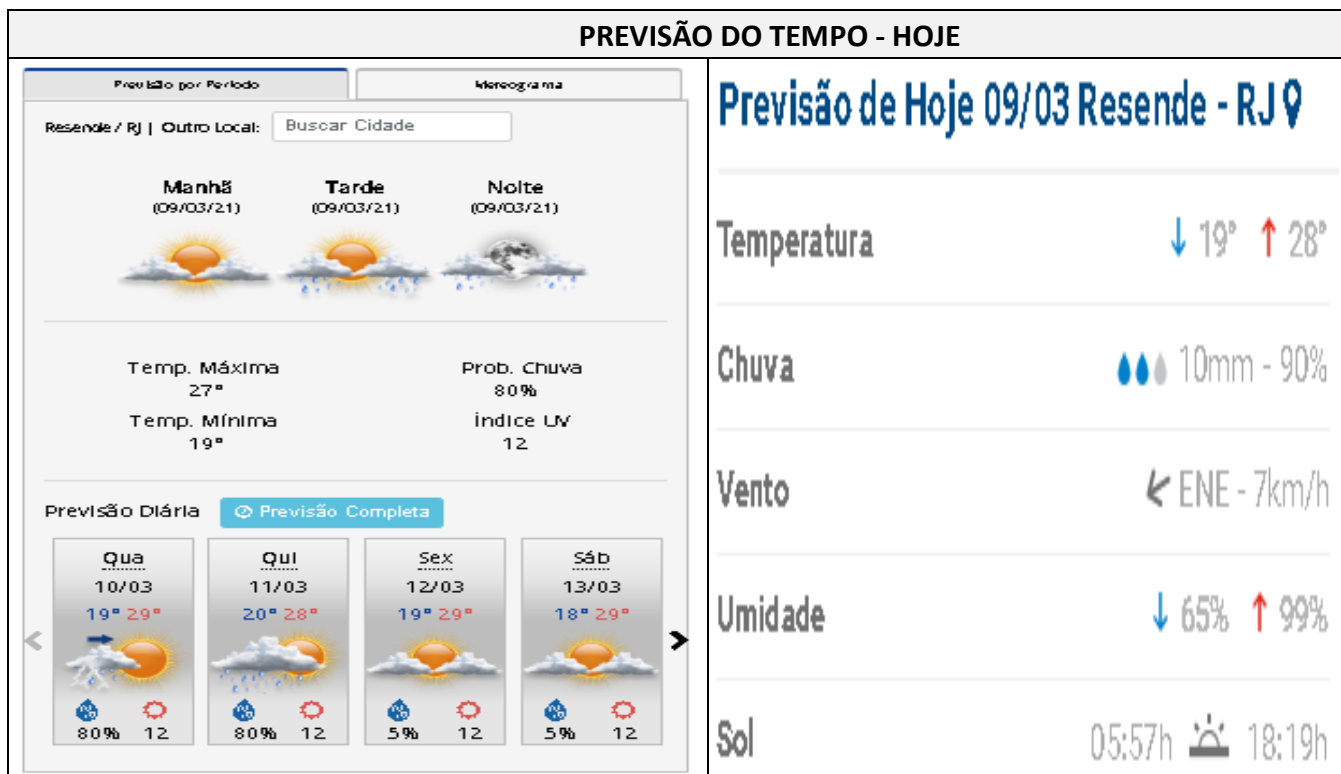 PREVISÃO DO TEMPO - HOJE
Previsão por Período
Meteograma
Resende / RJ | Outro Local: Buscar Cidade
Manhã Tarde Noite
(09/03/21) (09/03/21) (09/03/21)
Temp. Máxima Prob. Chuva
27° 80%
Temp. Mínima Índice UV
19° 12
Previsão Diária Previsão Completa
Qua Qui Sex Sáb
10/03 11/03 12/03 13/03
19° 29° 20° 28° 19° 29° 18° 29°
80% 12 80% 12 5% 12 5% 12
Previsão de Hoje 09/03 Resende - RJ
Temperatura ↓ 19° ↑ 28°
Chuva 10mm - 90%
Vento ENE - 7km/h
Umidade ↓ 65% ↑ 99%
Sol 05:57h 18:19h